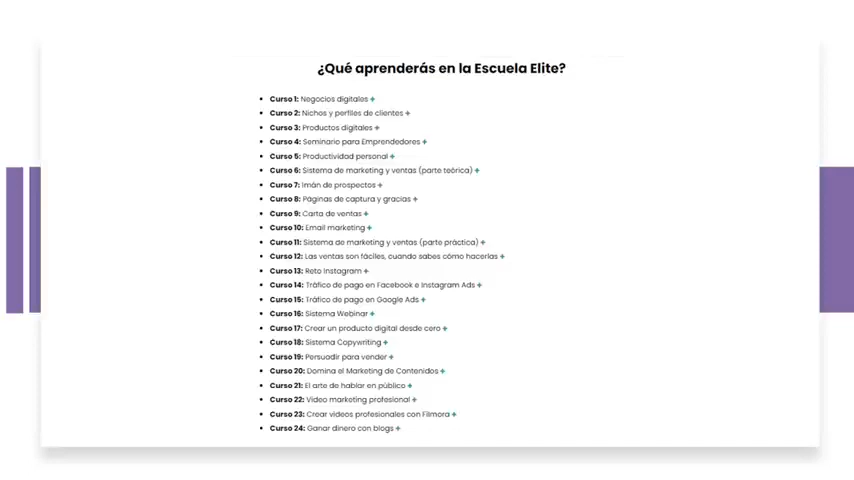 ¿Qué aprenderás en la Escuela Elite?
• Curso 1: Negocios digitales +
• Curso 2: Nichos y perfiles de clientes +
• Curso 3: Productos digitales +
• Curso 4: Seminario para Emprendedores +
• Curso 5: Productividad personal +
• Curso 6: Sistema de marketing y ventas (parte teórica) +
• Curso 7: Imán de prospectos +
• Curso 8: Páginas de captura y gracias +
• Curso 9: Carta de ventas +
• Curso 10: Email marketing +
• Curso 11: Sistema de marketing y ventas (parte práctica) +
• Curso 12: Las ventas son fáciles, cuando sabes cómo hacerlas +
• Curso 13: Reto Instagram +
• Curso 14: Tráfico de pago en Facebook e Instagram Ads +
• Curso 15: Tráfico de pago en Google Ads +
• Curso 16: Sistema Webinar +
• Curso 17: Crear un producto digital desde cero +
• Curso 18: Sistema Copywriting +
• Curso 19: Persuadir para vender +
• Curso 20: Domina el Marketing de Contenidos +
• Curso 21: El arte de hablar en público +
• Curso 22: Video marketing profesional +
• Curso 23: Crear videos profesionales con Filmora +
• Curso 24: Ganar dinero con blogs +